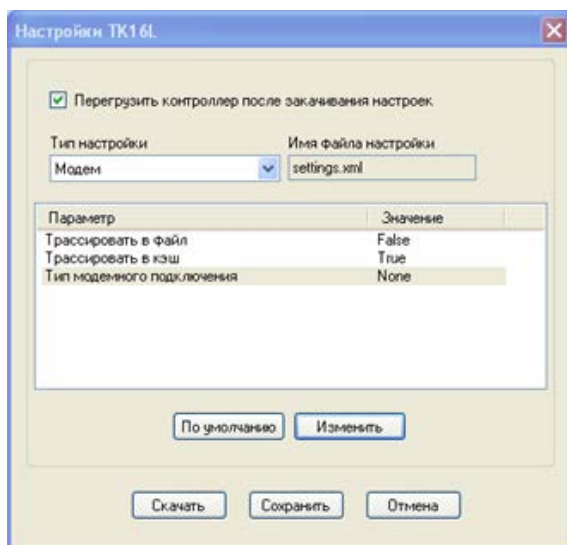 Настройки TK16L
Перегрузить контроллер после закачивания настроек
Тип настройки Имя файла настройки
Модем settings.xml
Параметр Значение
Трассировать в файл False
Трассировать в кэш True
Тип модемного подключения None
По умолчанию Изменить
Скачать Сохранить Отмена